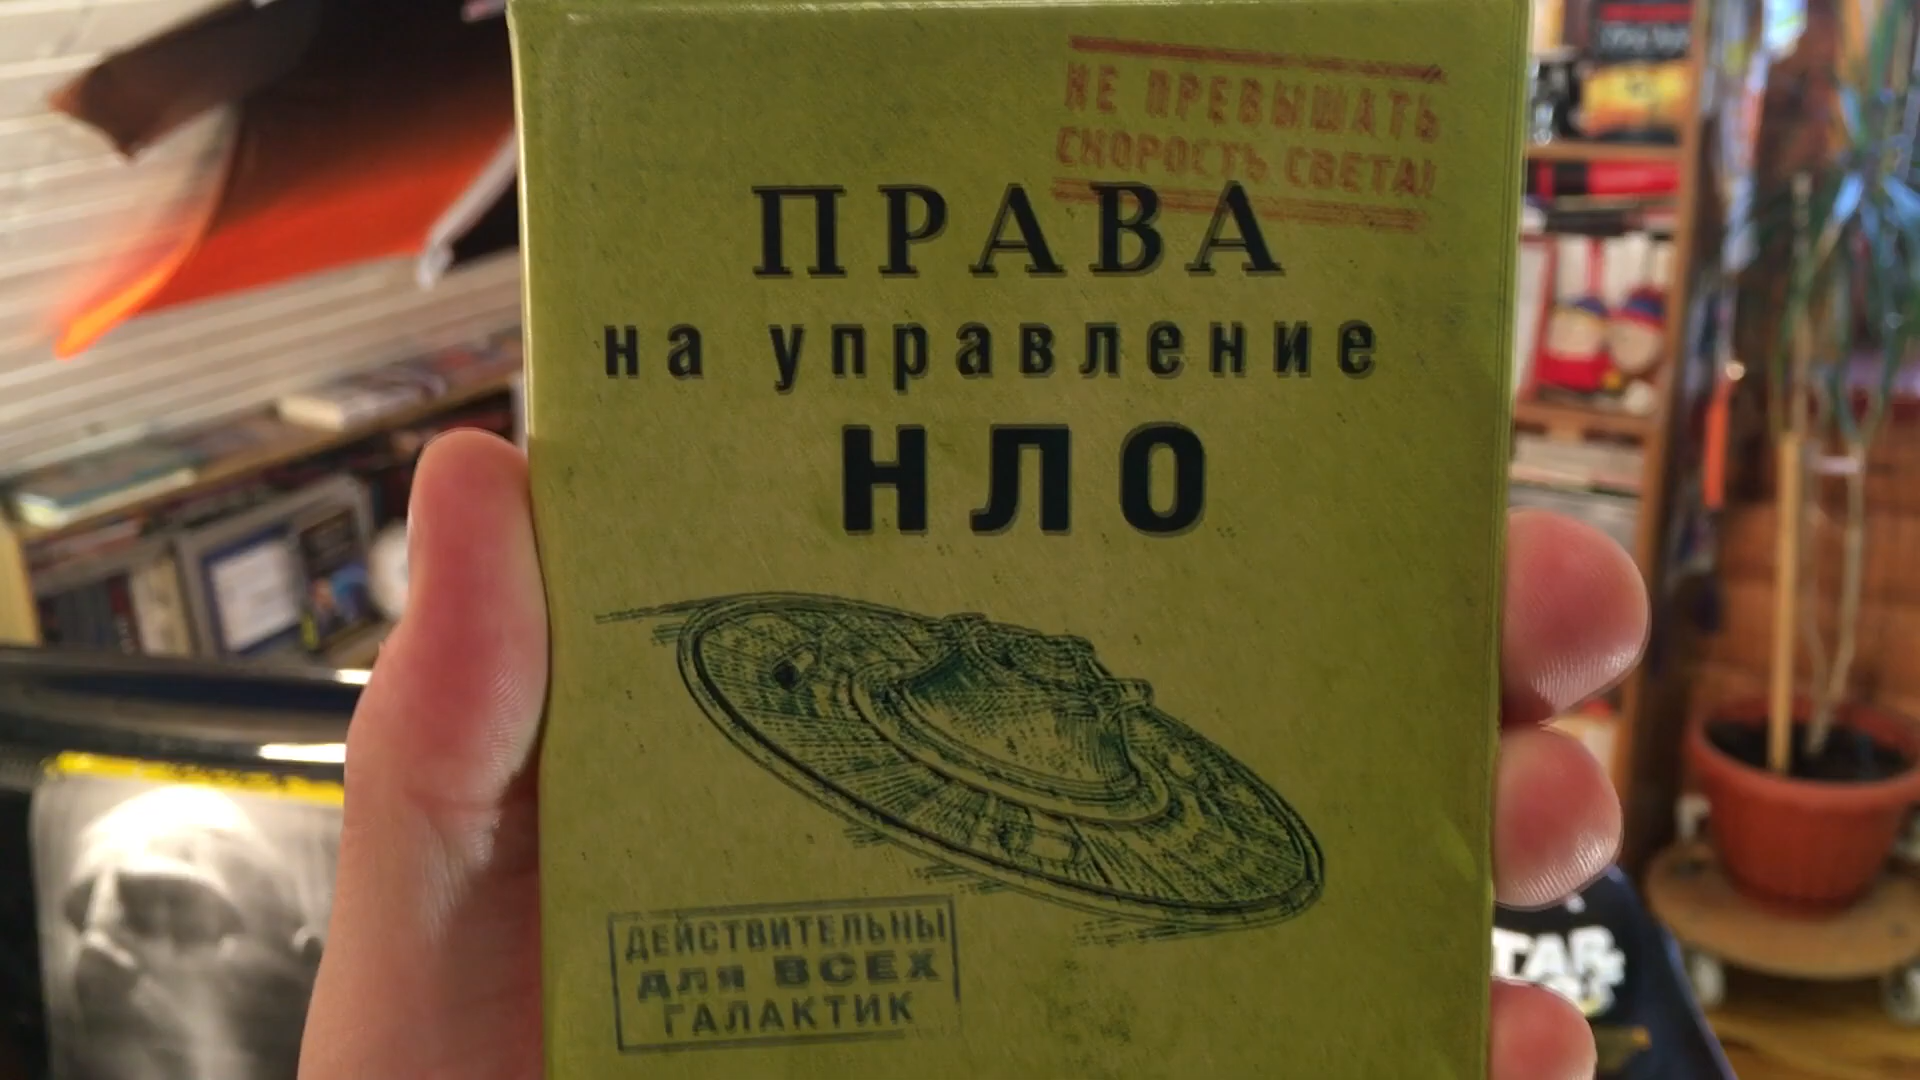 НЕ ПРЕВЫШАТЬ
СКОРОСТЬ СВЕТА!
ПРАВА
на управление
НЛО
ДЕЙСТВИТЕЛЬНЫ
для ВСЕХ
ГАЛАКТИК